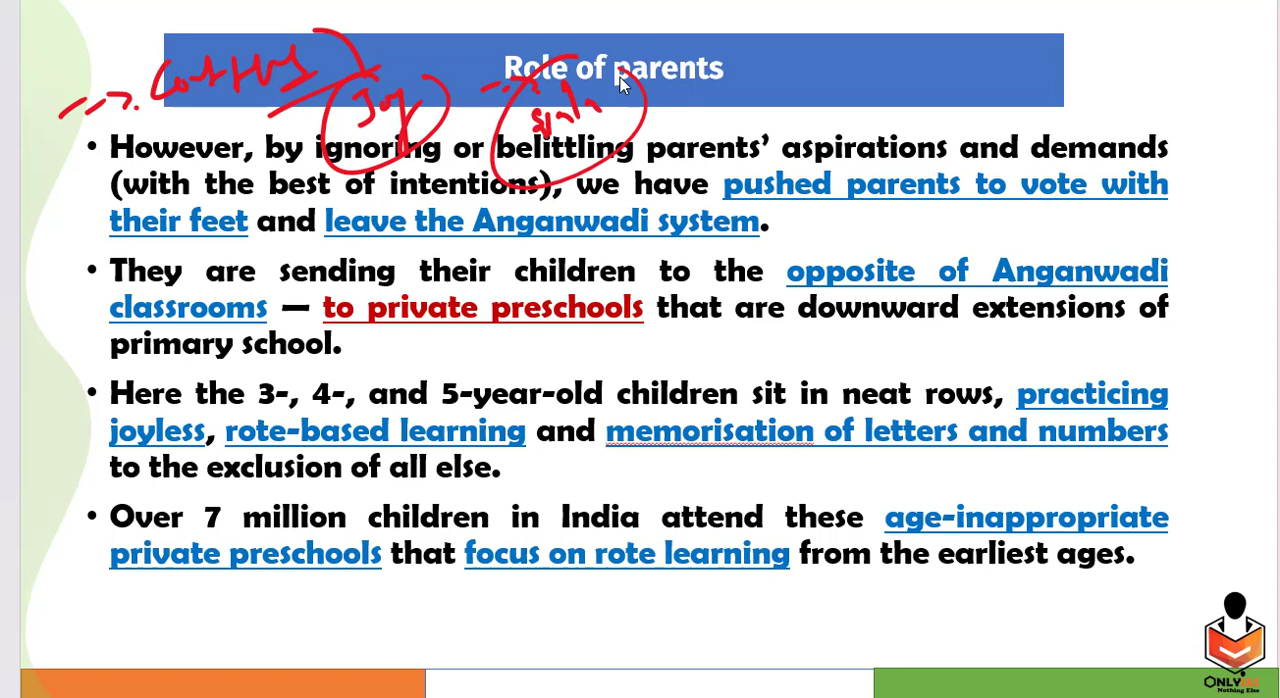 Role of parents
• However, by ignoring or belittling parents’ aspirations and demands
(with the best of intentions), we have pushed parents to vote with
their feet and leave the Anganwadi system.
• They are sending their children to the opposite of Anganwadi
classrooms — to private preschools that are downward extensions of
primary school.
• Here the 3-, 4-, and 5-year-old children sit in neat rows, practicing
joyless, rote-based learning and memorisation of letters and numbers
to the exclusion of all else.
• Over 7 million children in India attend these age-inappropriate
private preschools that focus on rote learning from the earliest ages.
Nothing Else